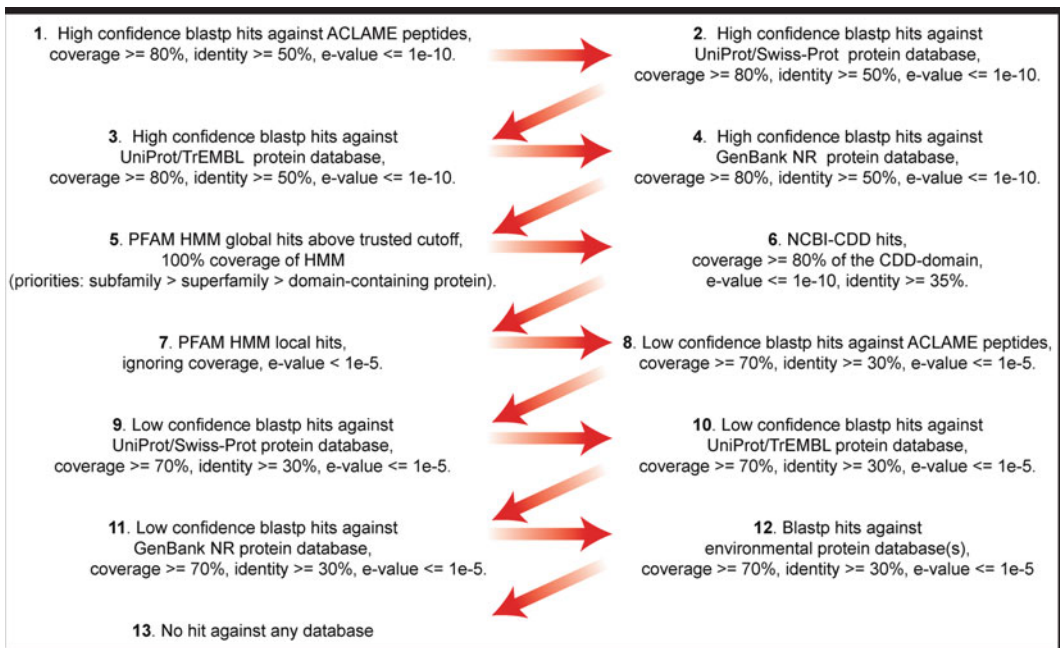 1. High confidence blastp hits against ACLAME peptides,
coverage >= 80%, identity >= 50%, e-value <= 1e-10.
2. High confidence blastp hits against
UniProt/Swiss-Prot protein database,
coverage >= 80%, identity >= 50%, e-value <= 1e-10.
3. High confidence blastp hits against
UniProt/TrEMBL protein database,
coverage >= 80%, identity >= 50%, e-value <= 1e-10.
4. High confidence blastp hits against
GenBank NR protein database,
coverage >= 80%, identity >= 50%, e-value <= 1e-10.
5. PFAM HMM global hits above trusted cutoff,
100% coverage of HMM
(priorities: subfamily > superfamily > domain-containing protein).
6. NCBI-CDD hits,
coverage >= 80% of the CDD-domain,
e-value <= 1e-10, identity >= 35%.
7. PFAM HMM local hits,
ignoring coverage, e-value < 1e-5.
8. Low confidence blastp hits against ACLAME peptides,
coverage >= 70%, identity >= 30%, e-value <= 1e-5.
9. Low confidence blastp hits against
UniProt/Swiss-Prot protein database,
coverage >= 70%, identity >= 30%, e-value <= 1e-5.
10. Low confidence blastp hits against
UniProt/TrEMBL protein database,
coverage >= 70%, identity >= 30%, e-value <= 1e-5.
11. Low confidence blastp hits against
GenBank NR protein database,
coverage >= 70%, identity >= 30%, e-value <= 1e-5.
12. Blastp hits against
environmental protein database(s),
coverage >= 70%, identity >= 30%, e-value <= 1e-5
13. No hit against any database